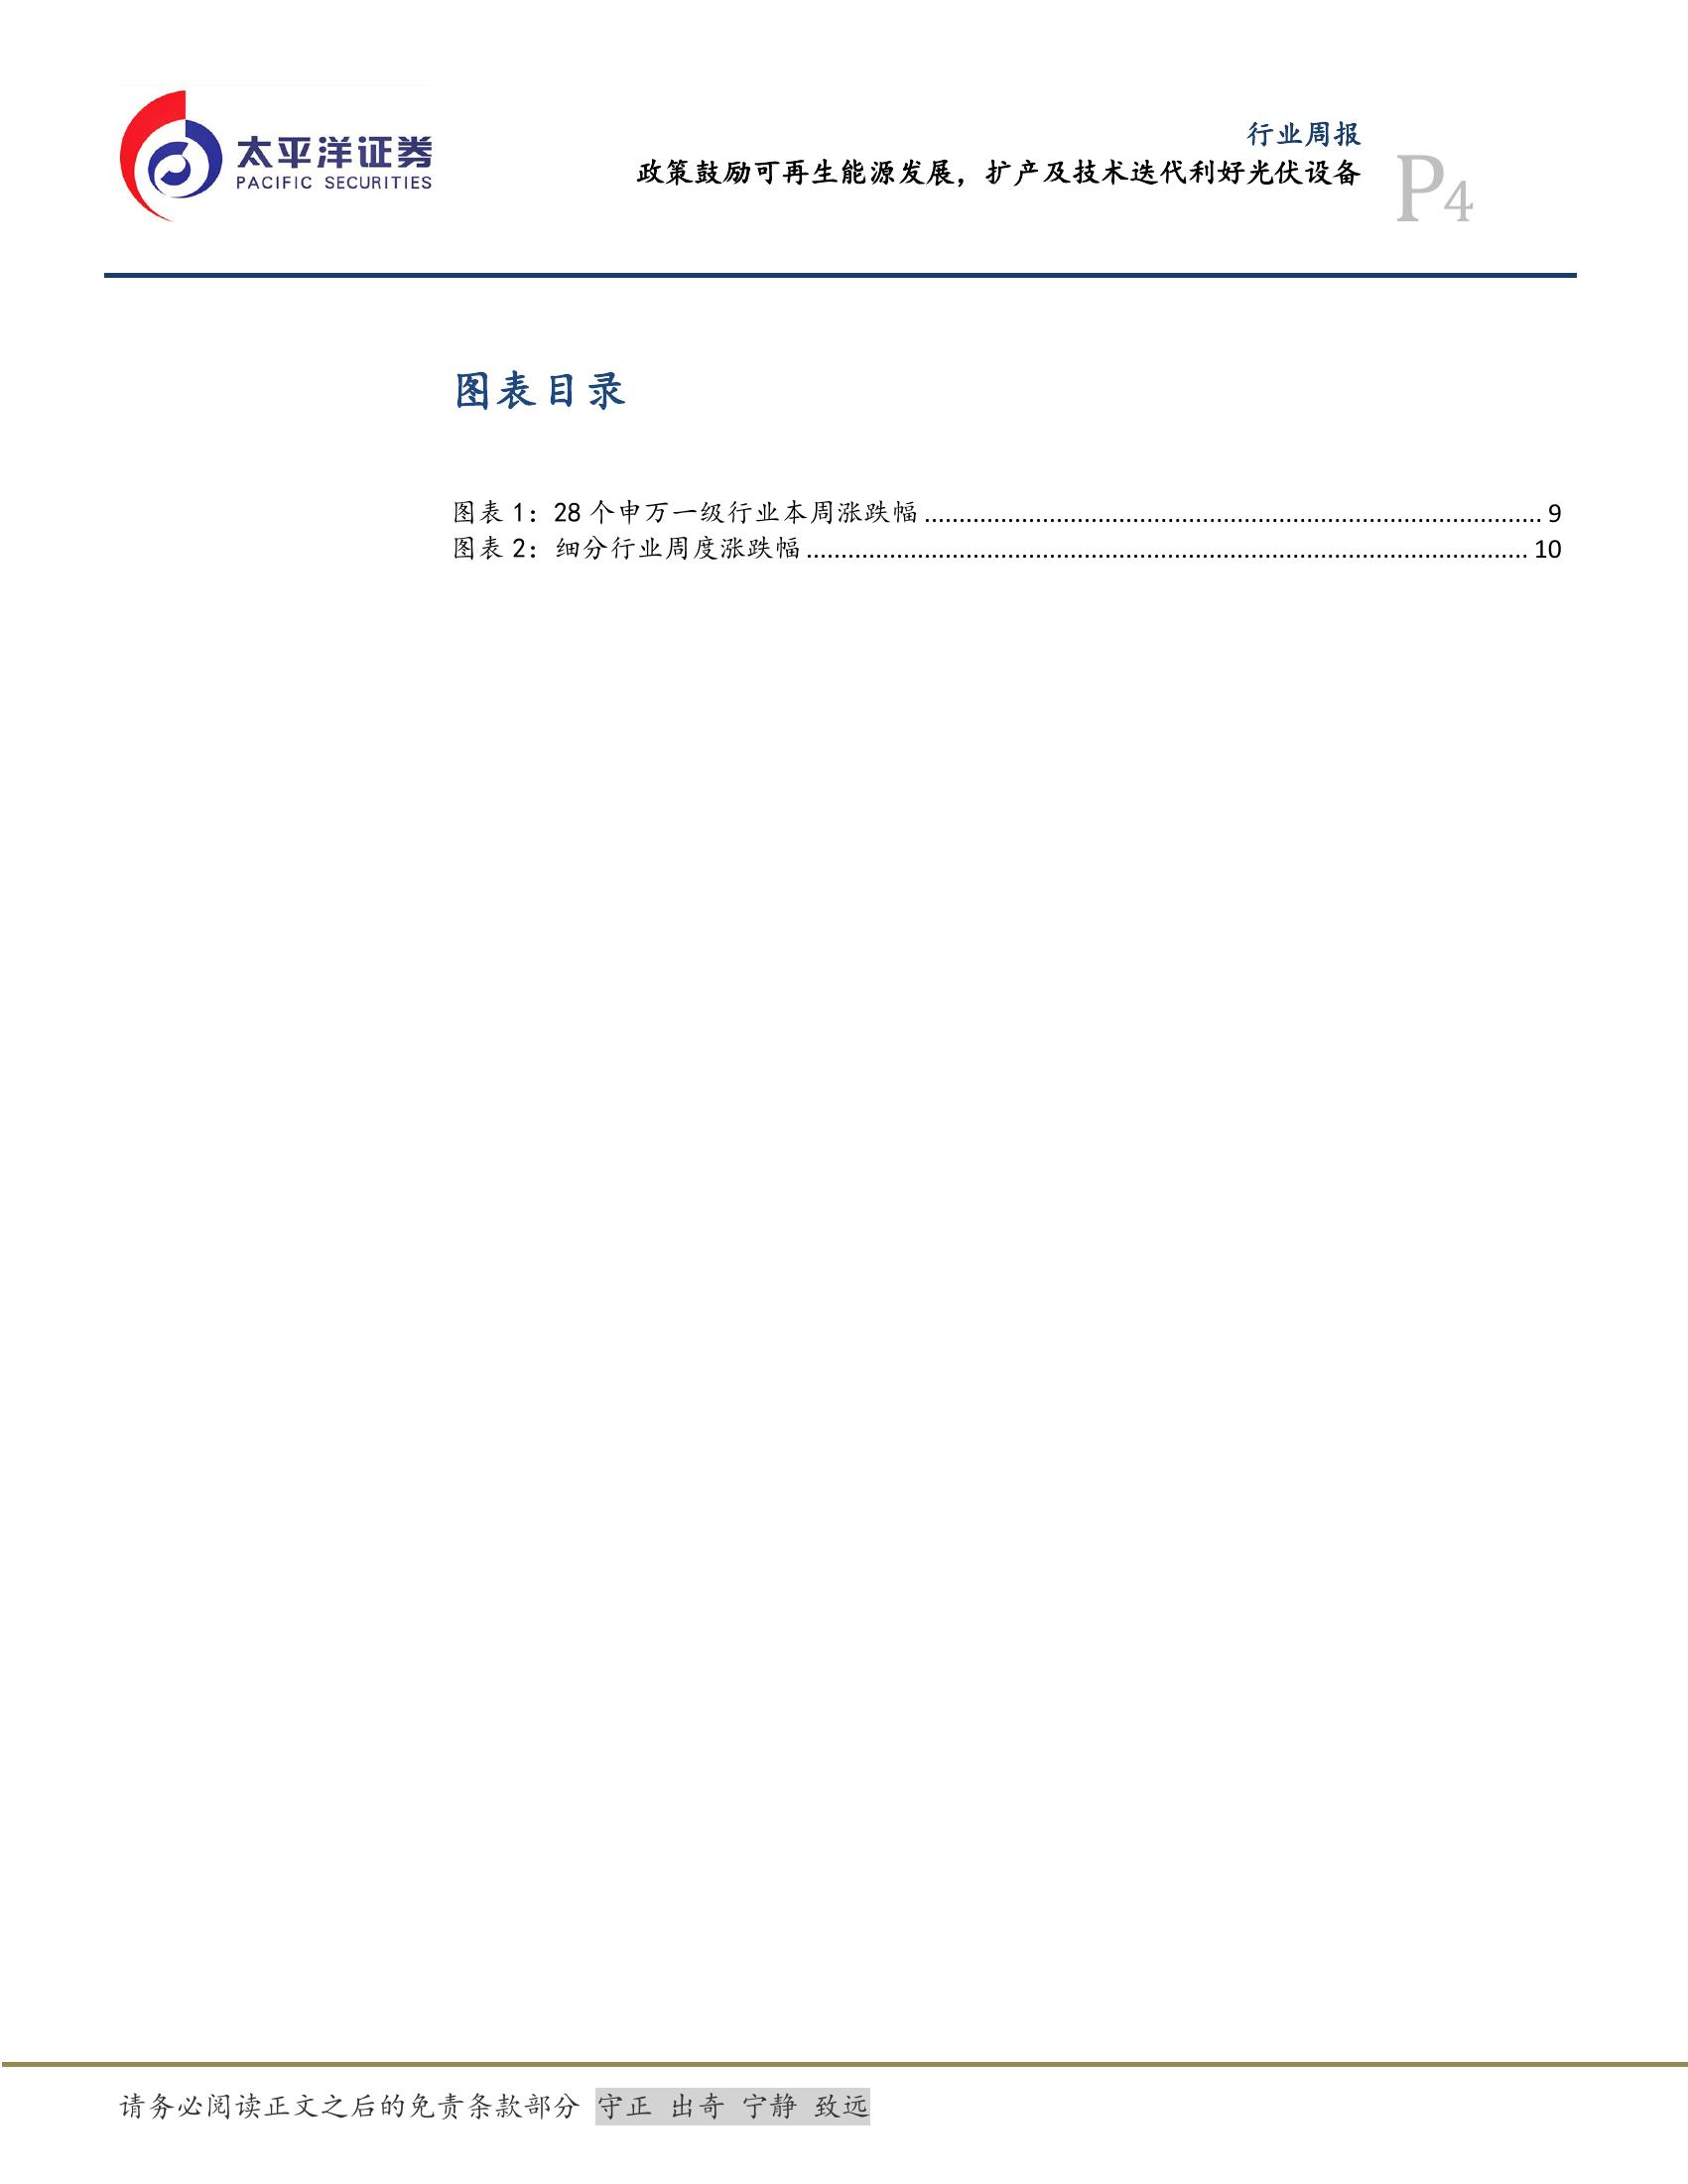 太平洋证券
PACIFIC SECURITIES
行业周报
政策鼓励可再生能源发展，扩产及技术迭代利好光伏设备
P4
图表目录
图表 1：28 个申万一级行业本周涨跌幅 ........................................................................................ 9
图表 2：细分行业周度涨跌幅 ........................................................................................................ 10
请务必阅读正文之后的免责条款部分 守正 出奇 宁静 致远